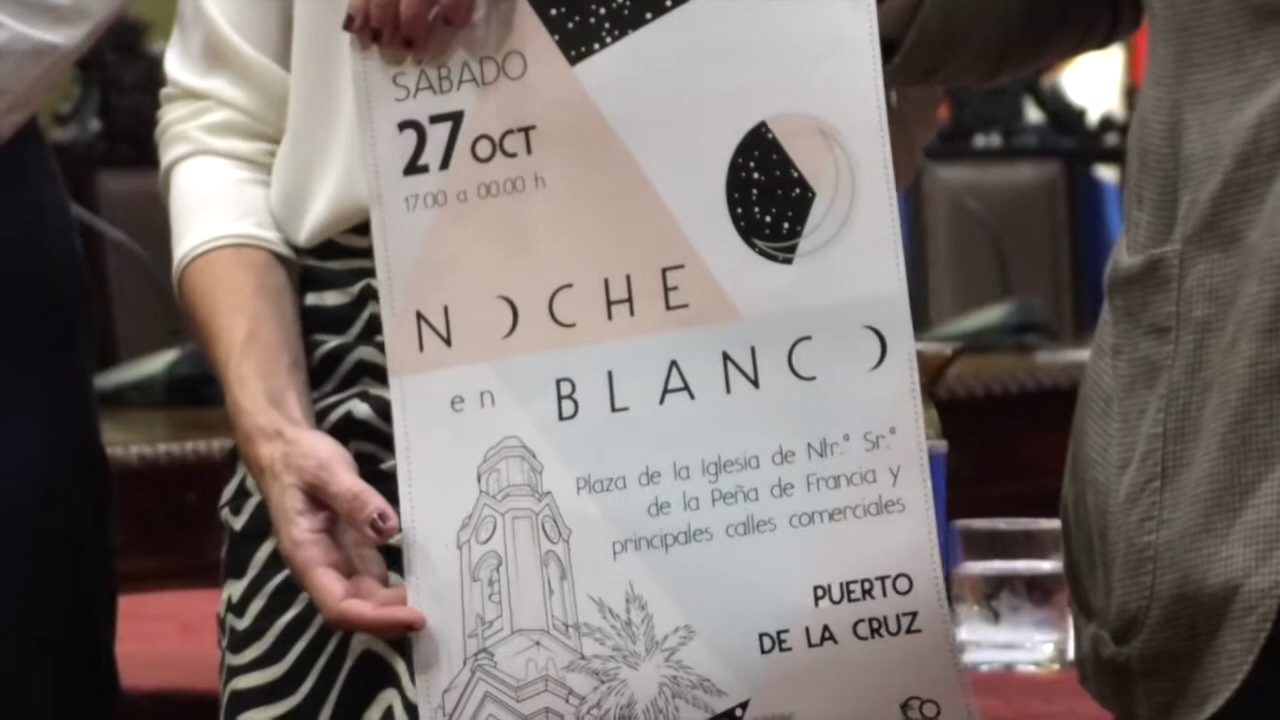 SÁBADO
27 OCT
17.00 a 00.00 h
NOCHE
en BLANCO
Plaza de la Iglesia de Ntr.ª Sr.ª
de la Peña de Francia y
principales calles comerciales
PUERTO
DE LA CRUZ